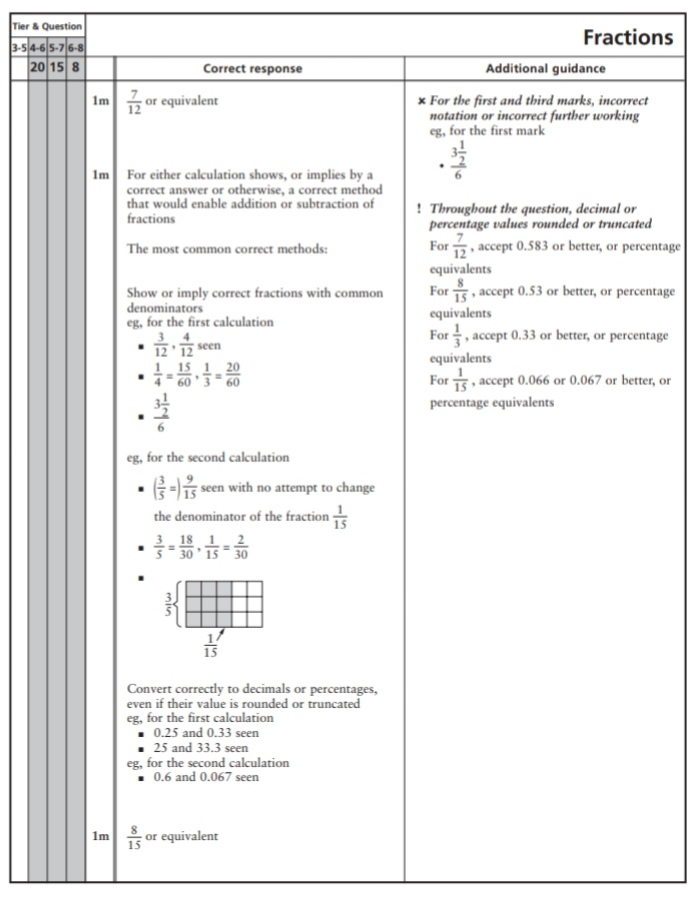 Tier & Question
Fractions
3-5 4-6 5-7 6-8
20 15 8
Correct response
Additional guidance
1m 7/12 or equivalent
1m For either calculation shows, or implies by a
correct answer or otherwise, a correct method
that would enable addition or subtraction of
fractions
The most common correct methods:
Show or imply correct fractions with common
denominators
eg, for the first calculation
▪ 3/12 , 4/12 seen
▪ 1/4 = 15/60 , 1/3 = 20/60
▪ 3 1/2 / 6
eg, for the second calculation
▪ (3/5 =) 9/15 seen with no attempt to change
the denominator of the fraction 1/15
▪ 3/5 = 18/30 , 1/15 = 2/30
▪
3/5 {
1/15
Convert correctly to decimals or percentages,
even if their value is rounded or truncated
eg, for the first calculation
▪ 0.25 and 0.33 seen
▪ 25 and 33.3 seen
eg, for the second calculation
▪ 0.6 and 0.067 seen
1m 8/15 or equivalent
× For the first and third marks, incorrect
notation or incorrect further working
eg, for the first mark
• 3 1/2 / 6
! Throughout the question, decimal or
percentage values rounded or truncated
For 7/12 , accept 0.583 or better, or percentage
equivalents
For 8/15 , accept 0.53 or better, or percentage
equivalents
For 1/3 , accept 0.33 or better, or percentage
equivalents
For 1/15 , accept 0.066 or 0.067 or better, or
percentage equivalents